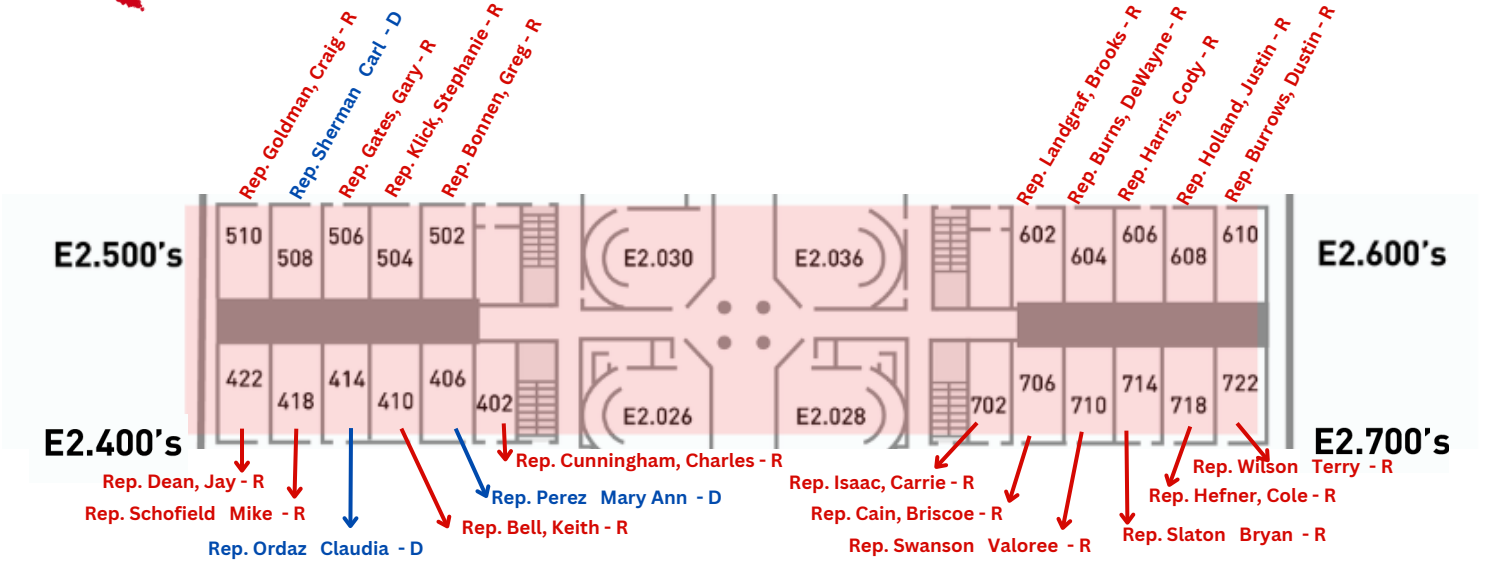 Rep. Goldman, Craig - R
Rep. Sherman Carl - D
Rep. Gates, Gary - R
Rep. Klick, Stephanie - R
Rep. Bonnen, Greg - R
Rep. Landgraf, Brooks - R
Rep. Burns, DeWayne - R
Rep. Harris, Cody - R
Rep. Holland, Justin - R
Rep. Burrows, Dustin - R
E2.500's
510
508
506
504
502
E2.030
E2.036
602
604
606
608
610
E2.600's
422
418
414
410
406
402
E2.026
E2.028
702
706
710
714
718
722
E2.400's
E2.700's
Rep. Dean, Jay - R
Rep. Schofield Mike - R
Rep. Ordaz Claudia - D
Rep. Cunningham, Charles - R
Rep. Perez Mary Ann - D
Rep. Bell, Keith - R
Rep. Isaac, Carrie - R
Rep. Cain, Briscoe - R
Rep. Swanson Valoree - R
Rep. Wilson Terry - R
Rep. Hefner, Cole - R
Rep. Slaton Bryan - R